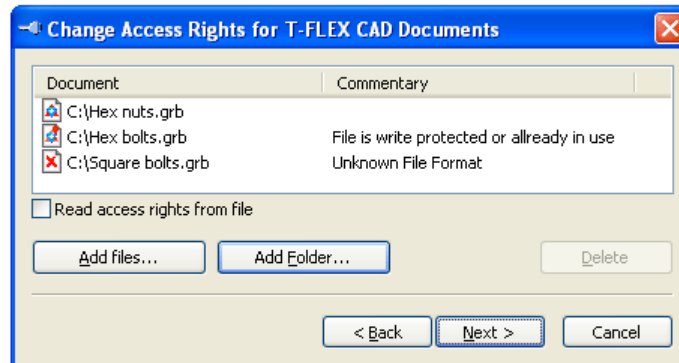 Change Access Rights for T-FLEX CAD Documents
Document Commentary
C:\Hex nuts.grb
C:\Hex bolts.grb File is write protected or allready in use
C:\Square bolts.grb Unknown File Format
Read access rights from file
Add files... Add Folder... Delete
< Back Next > Cancel